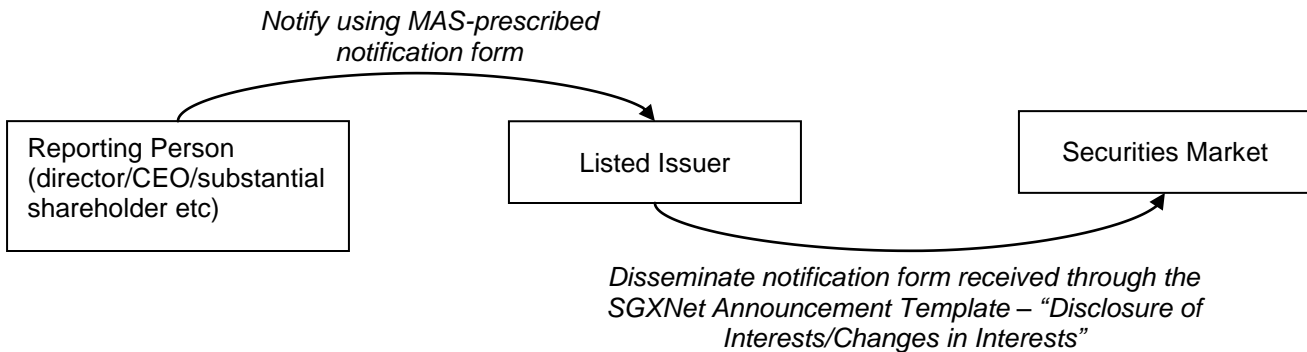 Notify using MAS-prescribed
notification form
Reporting Person
(director/CEO/substantial
shareholder etc)
Listed Issuer
Securities Market
Disseminate notification form received through the
SGXNet Announcement Template – “Disclosure of
Interests/Changes in Interests”